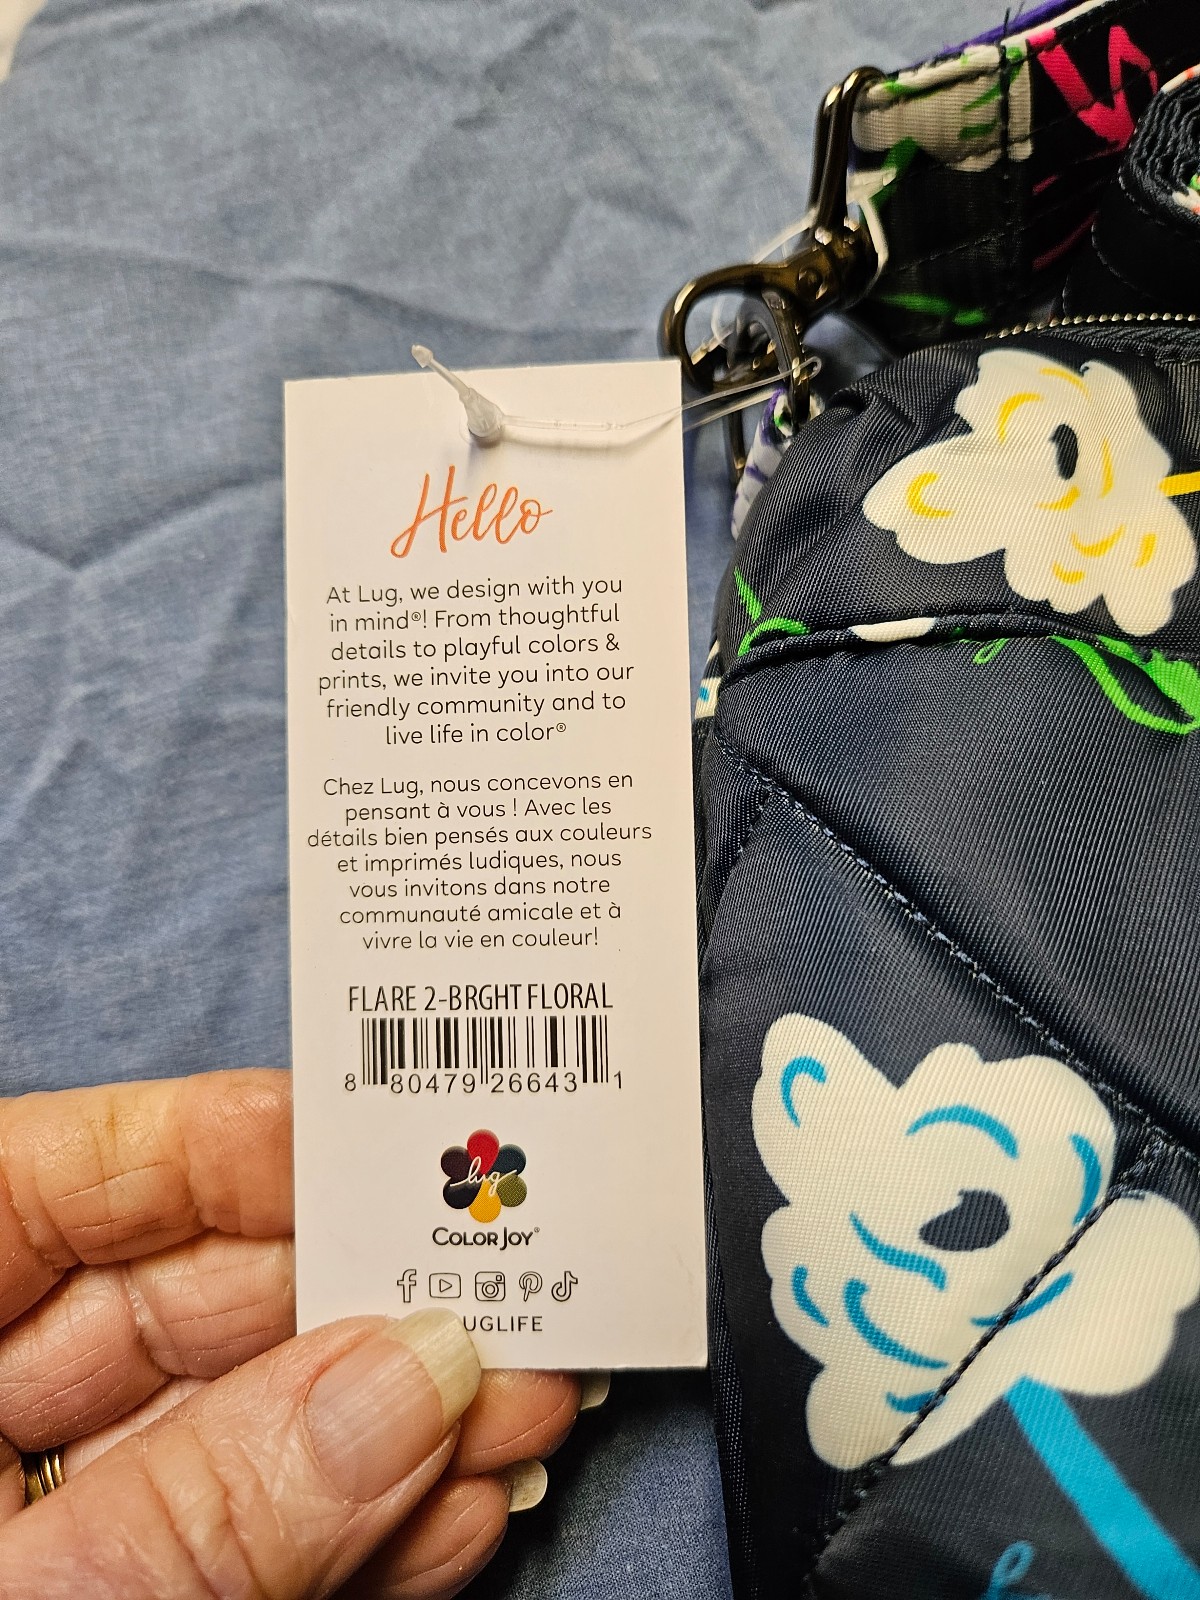 Hello
At Lug, we design with you
in mind®! From thoughtful
details to playful colors &
prints, we invite you into our
friendly community and to
live life in color®
Chez Lug, nous concevons en
pensant à vous ! Avec les
détails bien pensés aux couleurs
et imprimés ludiques, nous
vous invitons dans notre
communauté amicale et à
vivre la vie en couleur!
FLARE 2-BRGHT FLORAL
8 80479 26643 1
lug
COLORJOY®
UGLIFE